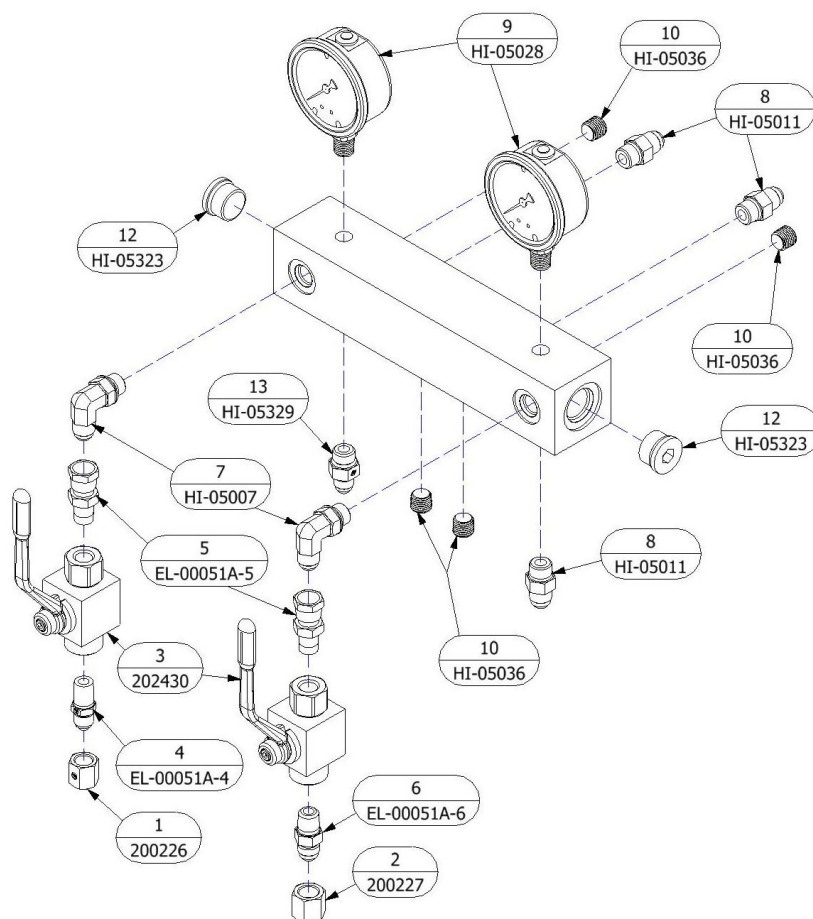 9
HI-05028
10
HI-05036
8
HI-05011
12
HI-05323
10
HI-05036
13
HI-05329
12
HI-05323
7
HI-05007
5
EL-00051A-5
8
HI-05011
3
202430
10
HI-05036
4
EL-00051A-4
6
EL-00051A-6
1
200226
2
200227